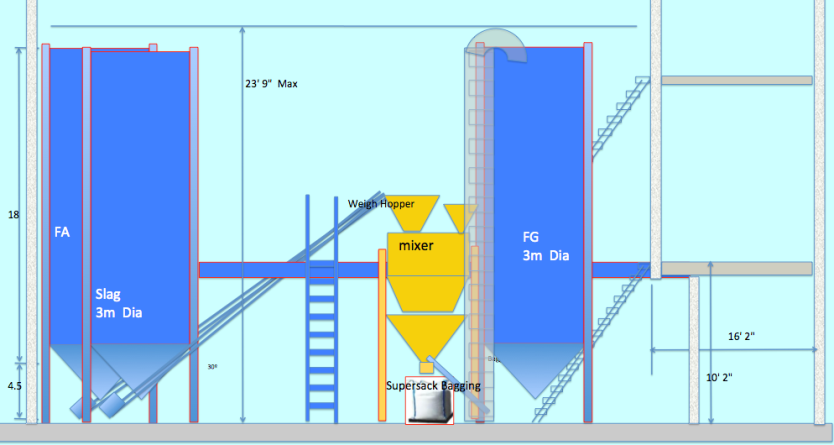 23' 9" Max
Weigh Hopper
18
FA
mixer
FG
3m Dia
Slag
3m Dia
16' 2"
30º
10' 2"
4.5
Supersack Bagging